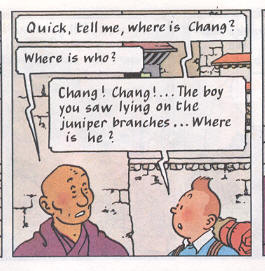 Quick, tell me, where is Chang?
Where is who?
Chang! Chang!... The boy
you saw lying on the
juniper branches... Where
is he?